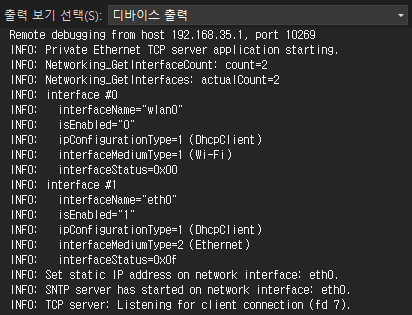 출력 보기 선택(S): 디바이스 출력
Remote debugging from host 192.168.35.1, port 10269
INFO: Private Ethernet TCP server application starting.
INFO: Networking_GetInterfaceCount: count=2
INFO: Networking_GetInterfaces: actualCount=2
INFO: interface #0
INFO:   interfaceName="wlan0"
INFO:   isEnabled="0"
INFO:   ipConfigurationType=1 (DhcpClient)
INFO:   interfaceMediumType=1 (Wi-Fi)
INFO:   interfaceStatus=0x00
INFO: interface #1
INFO:   interfaceName="eth0"
INFO:   isEnabled="1"
INFO:   ipConfigurationType=1 (DhcpClient)
INFO:   interfaceMediumType=2 (Ethernet)
INFO:   interfaceStatus=0x0f
INFO: Set static IP address on network interface: eth0.
INFO: SNTP server has started on network interface: eth0.
INFO: TCP server: Listening for client connection (fd 7).